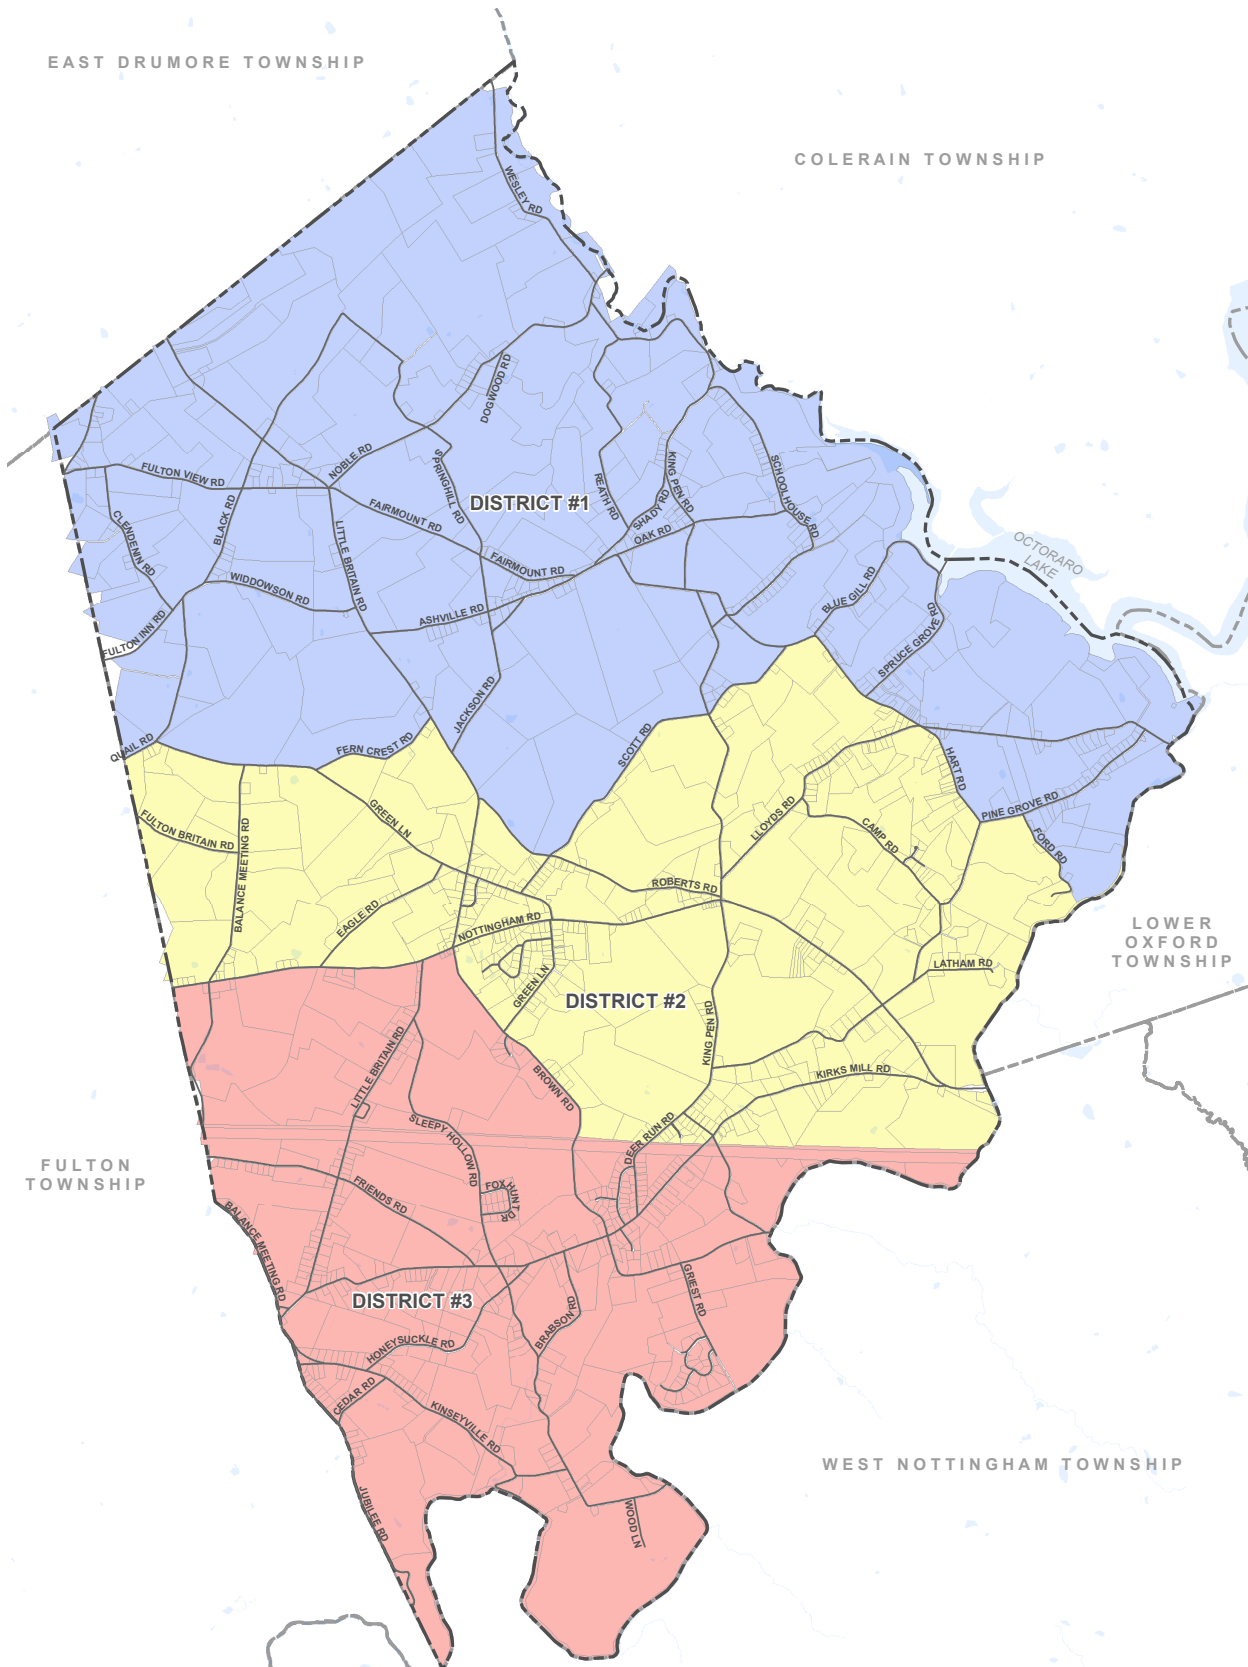 EAST DRUMORE TOWNSHIP
COLERAIN TOWNSHIP
WESLEY RD
DOGWOOD RD
NOBLE RD
SPRINGHILL RD
FULTON VIEW RD
BLACK RD
CLENDENIN RD
FAIRMOUNT RD
LITTLE BRITAIN RD
DISTRICT #1
REATH RD
SHADY RD
KING PEN RD
SCHOOL HOUSE RD
OAK RD
FAIRMOUNT RD
OCTORARO
LAKE
WIDDOWSON RD
ASHVILLE RD
BLUE GILL RD
SPRUCE GROVE RD
FULTON INN RD
JACKSON RD
QUAIL RD
FERN CREST RD
SCOTT RD
HART RD
PINE GROVE RD
FORD RD
LLOYDS RD
CAMP RD
GREEN LN
FULTON BRITAIN RD
BALANCE MEETING RD
EAGLE RD
ROBERTS RD
NOTTINGHAM RD
LOWER
OXFORD
TOWNSHIP
LATHAM RD
GREEN LN
DISTRICT #2
KING PEN RD
KIRKS MILL RD
BROWN RD
LITTLE BRITAIN RD
SLEEPY HOLLOW RD
DEER RUN RD
FULTON
TOWNSHIP
FRIENDS RD
FOX HUNT DR
BALANCE MEETING RD
DISTRICT #3
GRIEST RD
BRABSON RD
HONEYSUCKLE RD
CEDAR RD
KINSEYVILLE RD
WEST NOTTINGHAM TOWNSHIP
JUBILEE RD
WOOD LN